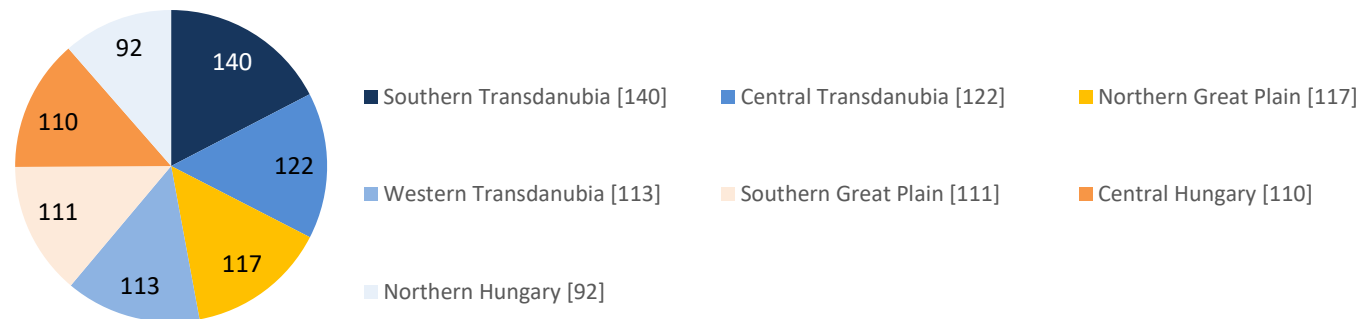 92
140
110
122
111
117
113
Southern Transdanubia [140]
Central Transdanubia [122]
Northern Great Plain [117]
Western Transdanubia [113]
Southern Great Plain [111]
Central Hungary [110]
Northern Hungary [92]